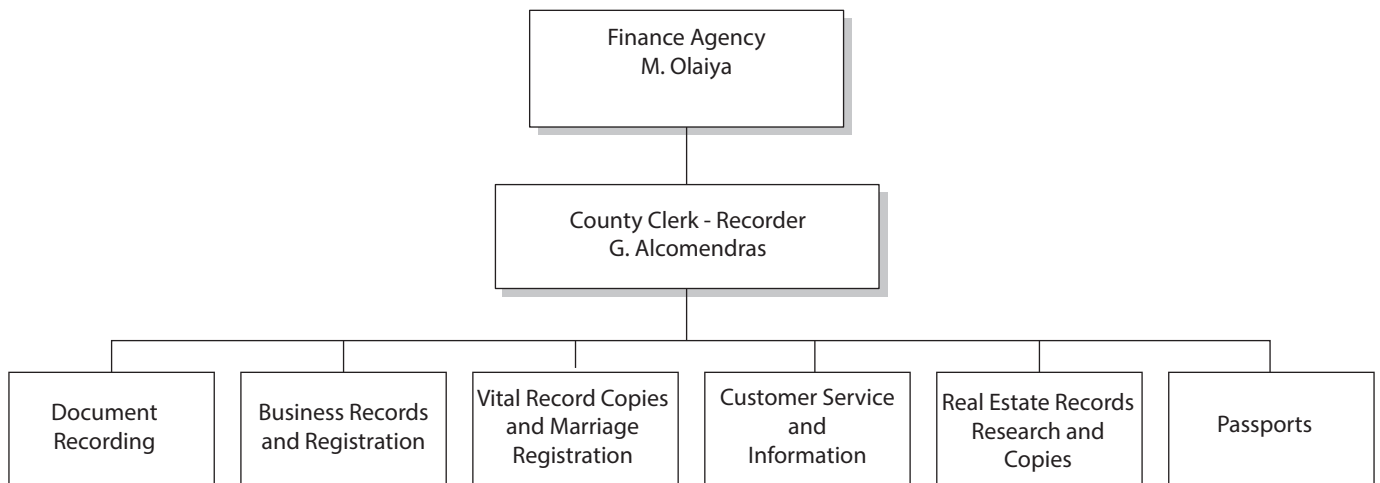 Finance Agency
M. Olaiya
County Clerk - Recorder
G. Alcomendras
Document
Recording
Business Records
and Registration
Vital Record Copies
and Marriage
Registration
Customer Service
and
Information
Real Estate Records
Research and
Copies
Passports